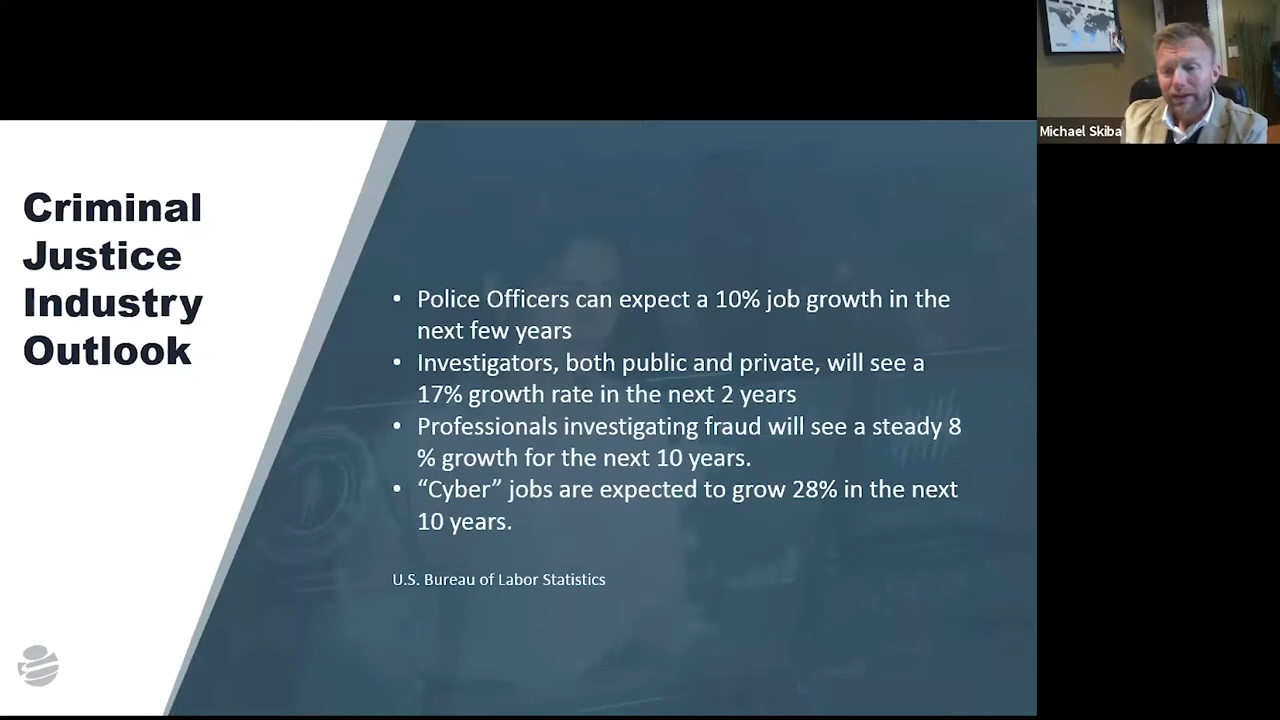 Michael Skiba
Criminal
Justice
Industry
Outlook
• Police Officers can expect a 10% job growth in the
next few years
• Investigators, both public and private, will see a
17% growth rate in the next 2 years
• Professionals investigating fraud will see a steady 8
% growth for the next 10 years.
• “Cyber” jobs are expected to grow 28% in the next
10 years.
U.S. Bureau of Labor Statistics